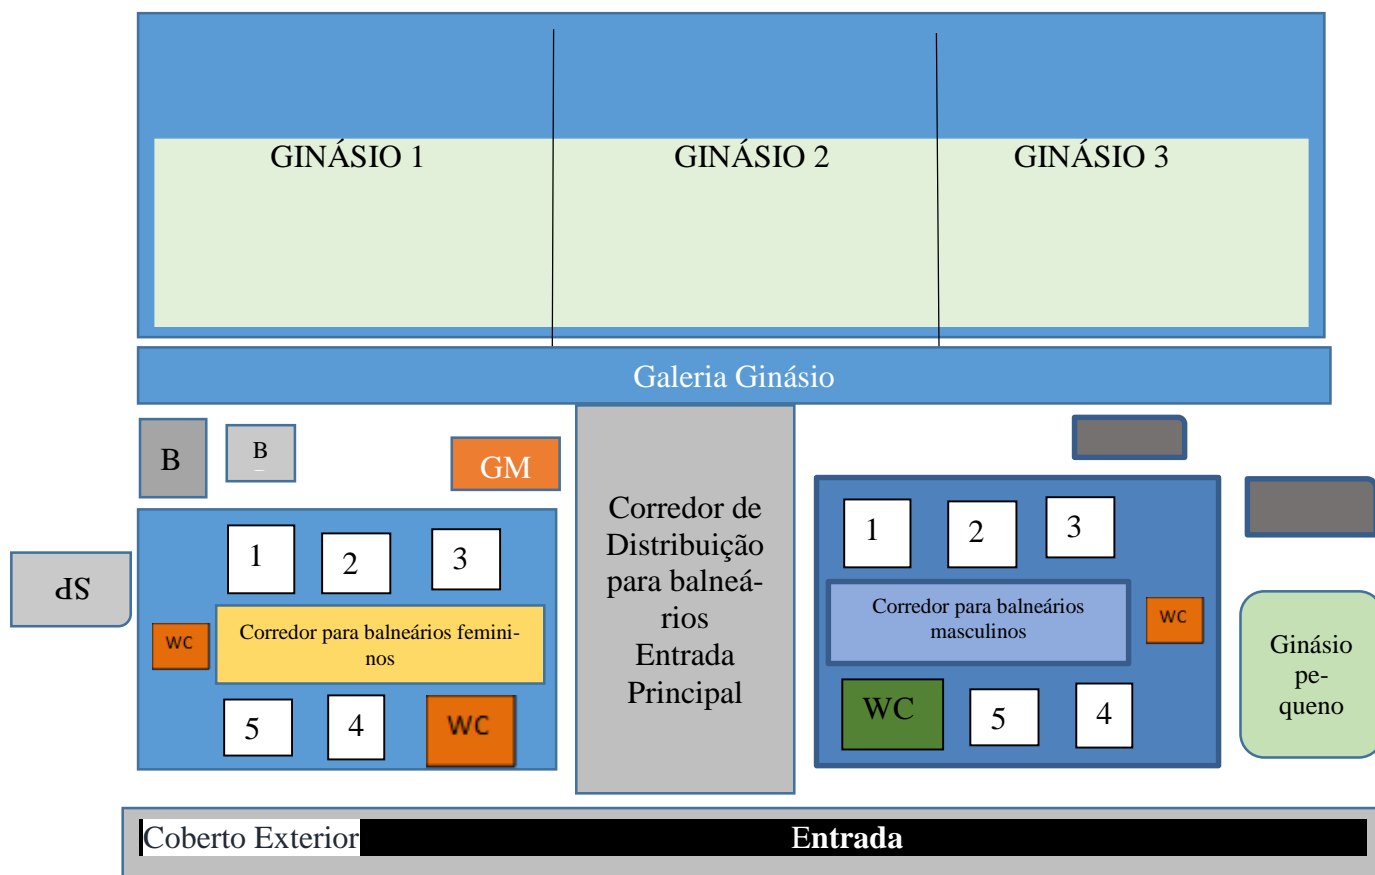 GINÁSIO 1
GINÁSIO 2
GINÁSIO 3
Galeria Ginásio
B
B
GM
Corredor de
Distribuição
para balneá-
rios
Entrada
Principal
SP
1
2
3
WC
Corredor para balneários femini-
nos
5
4
WC
1
2
3
Corredor para balneários
masculinos
WC
WC
5
4
Ginásio
pe-
queno
Coberto Exterior
Entrada